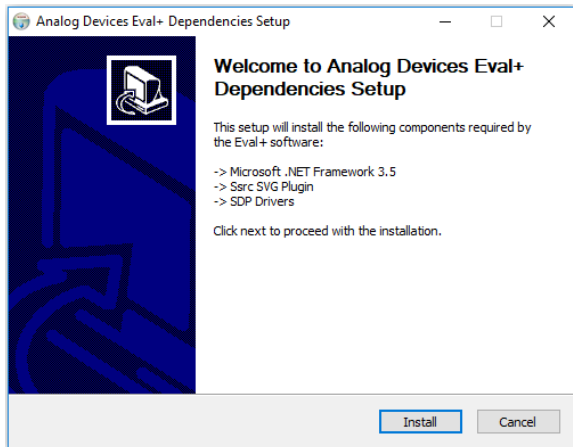 Analog Devices Eval+ Dependencies Setup
Welcome to Analog Devices Eval+
Dependencies Setup
This setup will install the following components required by
the Eval+ software:
-> Microsoft .NET Framework 3.5
-> Ssrc SVG Plugin
-> SDP Drivers
Click next to proceed with the installation.
Install
Cancel